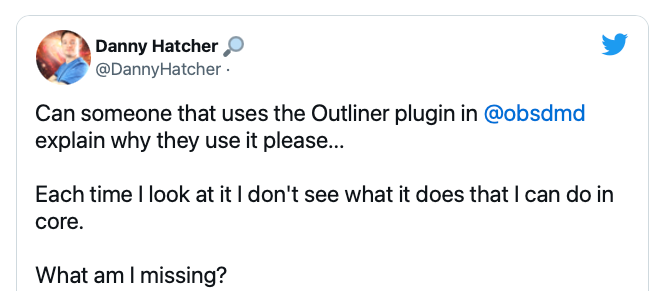 Danny Hatcher 🔎
@DannyHatcher ·
Can someone that uses the Outliner plugin in @obsdmd
explain why they use it please...
Each time I look at it I don't see what it does that I can do in
core.
What am I missing?